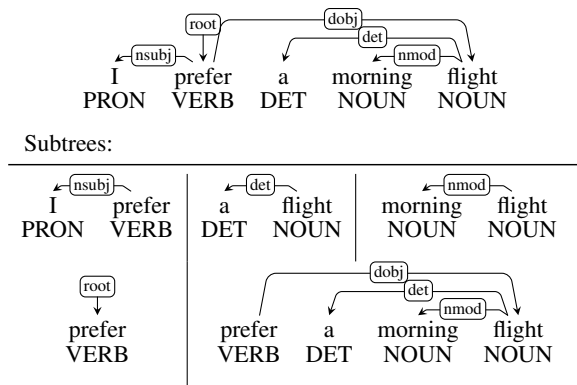 root dobj
det
nsubj nmod
I prefer a morning flight
PRON VERB DET NOUN NOUN
Subtrees:
nsubj det nmod
I prefer a flight morning flight
PRON VERB DET NOUN NOUN NOUN
dobj
root det
nmod
prefer prefer a morning flight
VERB VERB DET NOUN NOUN